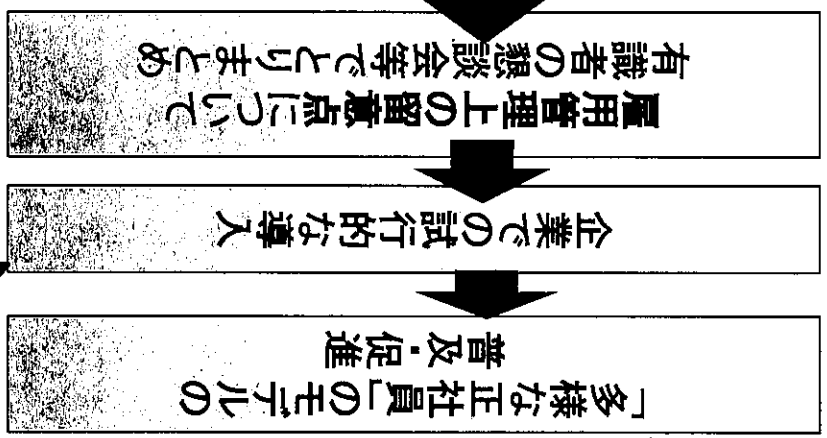 「多様な正社員」のモデルの
普及・促進
企業での試行的な導入
雇用管理上の留意点について
有識者の懇談会等でとりまとめ